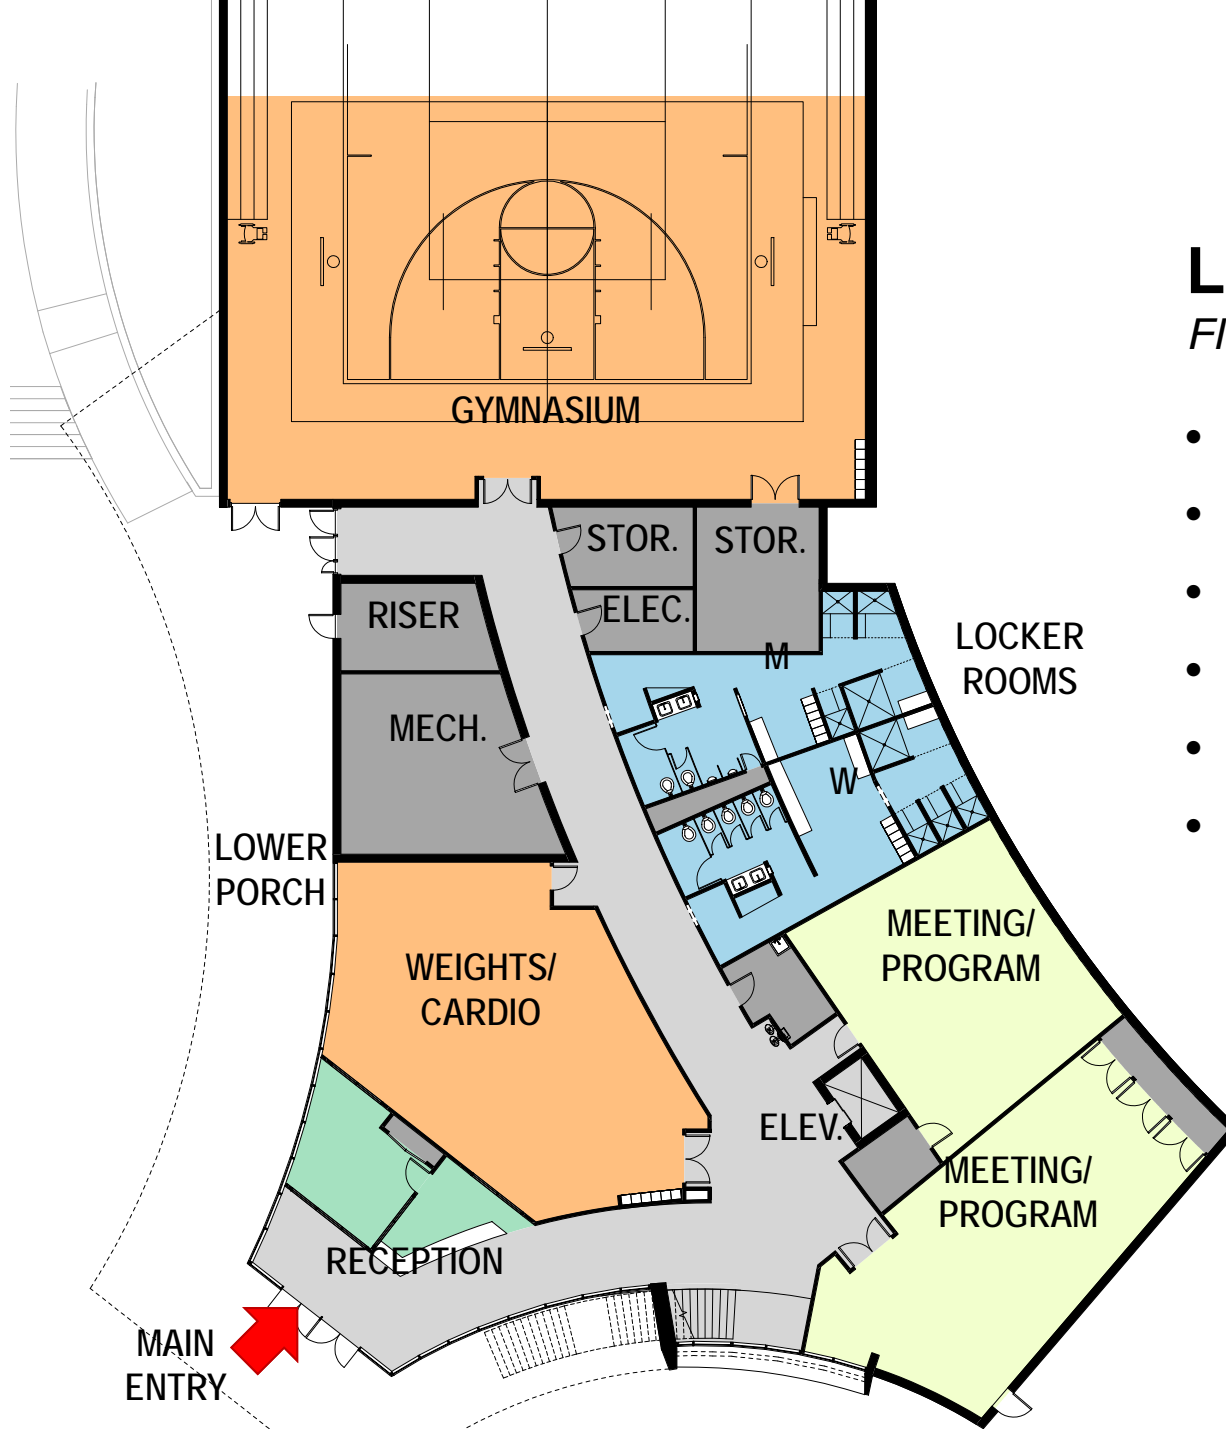 GYMNASIUM
STOR.
STOR.
RISER
ELEC.
M
LOCKER
ROOMS
MECH.
W
LOWER
PORCH
MEETING/
PROGRAM
WEIGHTS/
CARDIO
ELEV.
MEETING/
PROGRAM
RECEPTION
MAIN
ENTRY
L